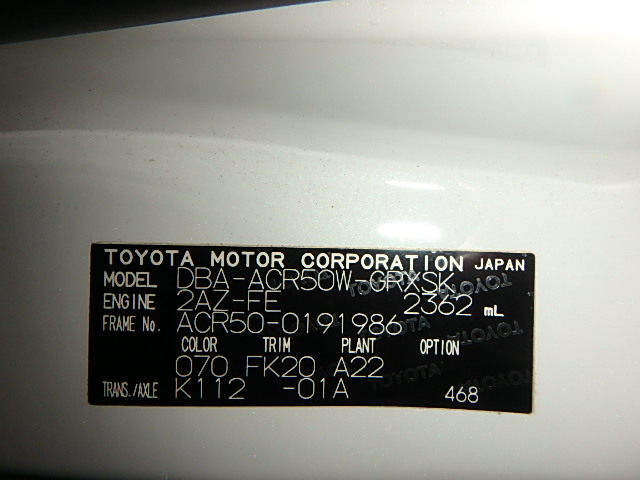 TOYOTA MOTOR CORPORATION JAPAN
MODEL DBA-ACR50W-GRXSK
ENGINE 2AZ-FE 2362 mL
FRAME No. ACR50-0191986
COLOR TRIM PLANT OPTION
070 FK20 A22
TRANS./AXLE K112 -01A 468